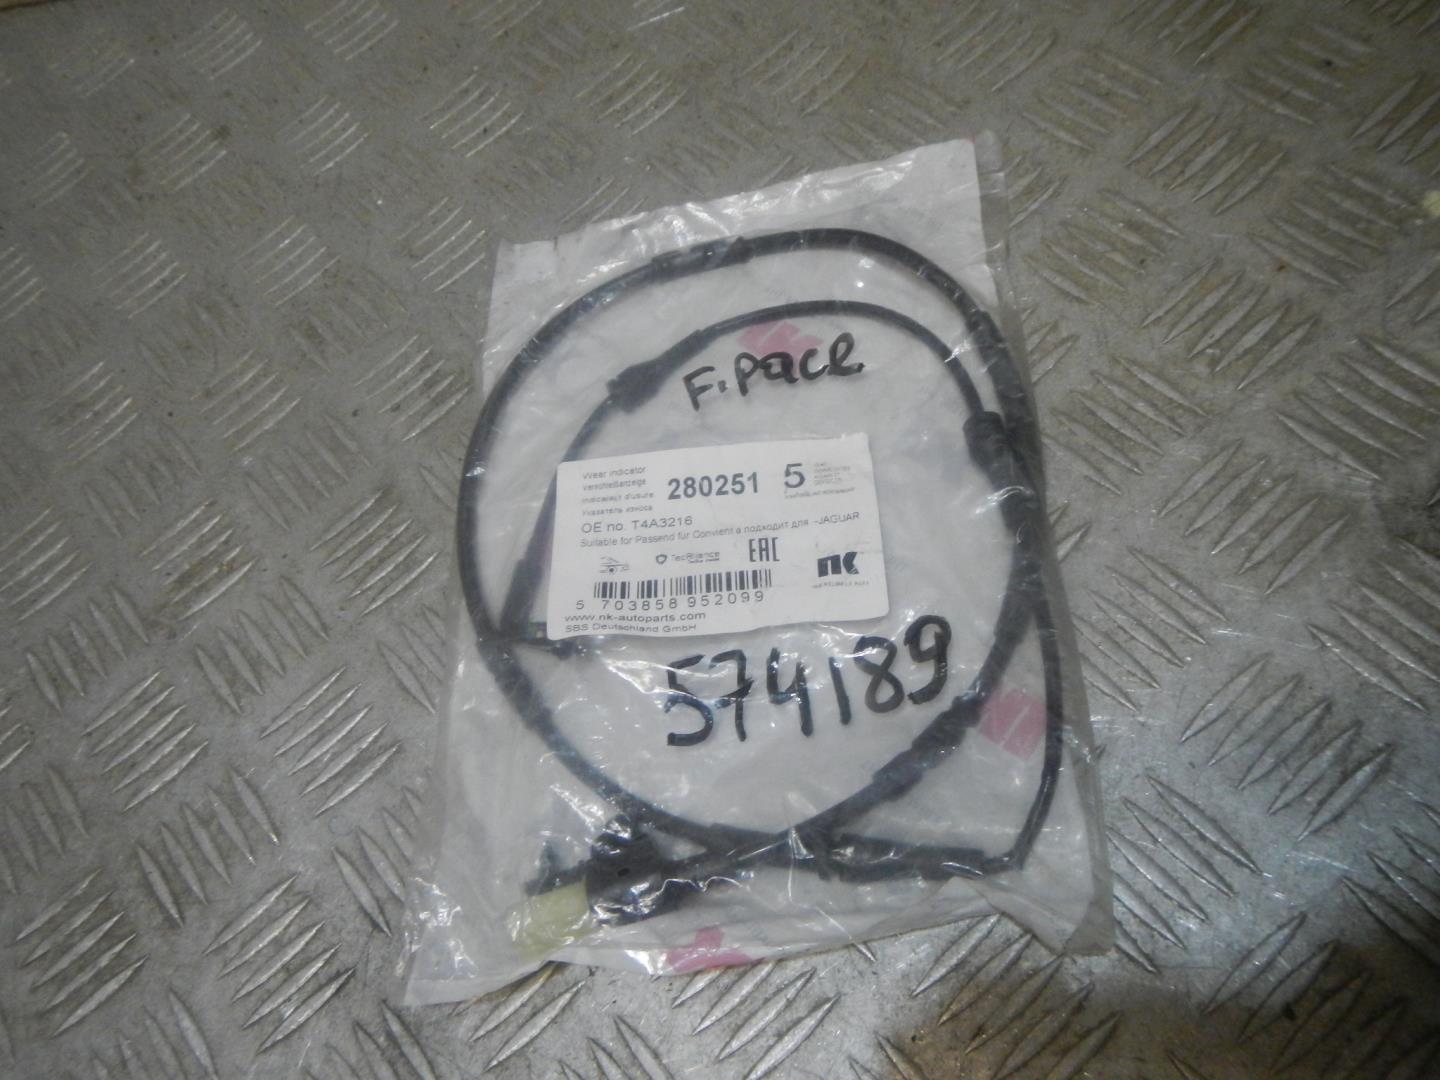 F. Pace
Wear indicator
Verschleißanzeige
Indicateur d'usure
Указатель износа
280251
5
OE no. T4A3216
Suitable for Passend für Convient a подходит для -JAGUAR
TecAlliance
EAC
nk
5 703858 952099
www.nk-autoparts.com
SBS Deutschland GmbH
574189